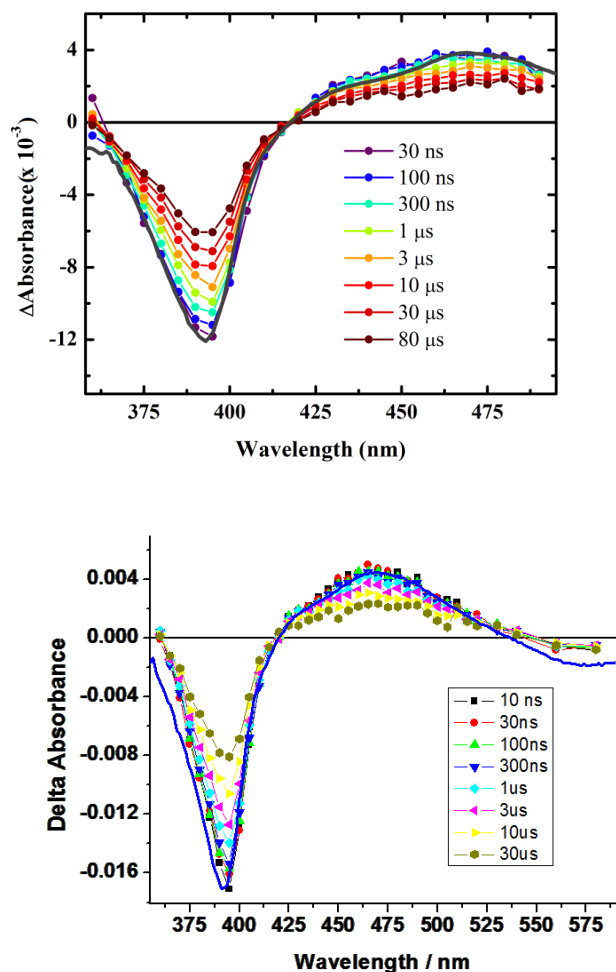 4
0
-4
-8
-12
ΔAbsorbance(x 10⁻³)
30 ns
100 ns
300 ns
1 μs
3 μs
10 μs
30 μs
80 μs
375 400 425 450 475
Wavelength (nm)
0.004
0.000
-0.004
-0.008
-0.012
-0.016
Delta Absorbance
10 ns
30ns
100ns
300ns
1us
3us
10us
30us
375 400 425 450 475 500 525 550 575
Wavelength / nm